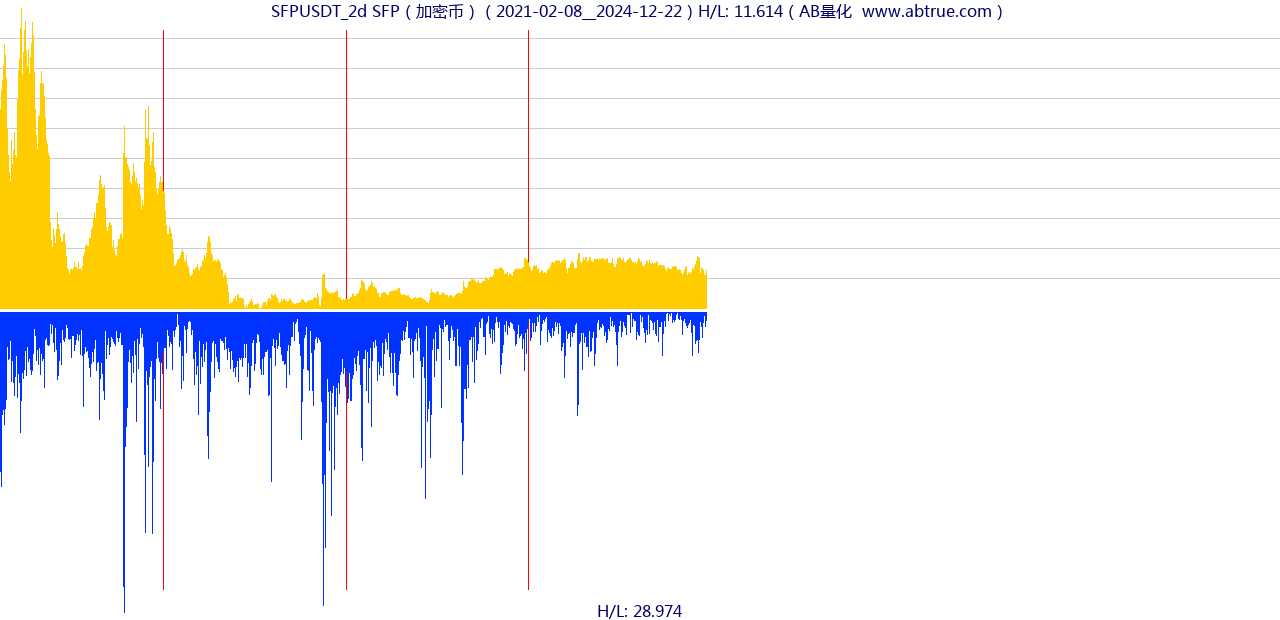 SFPUSDT_2d SFP（加密币）（2021-02-08__2024-12-22）H/L: 11.614（AB量化  www.abtrue.com）
H/L: 28.974